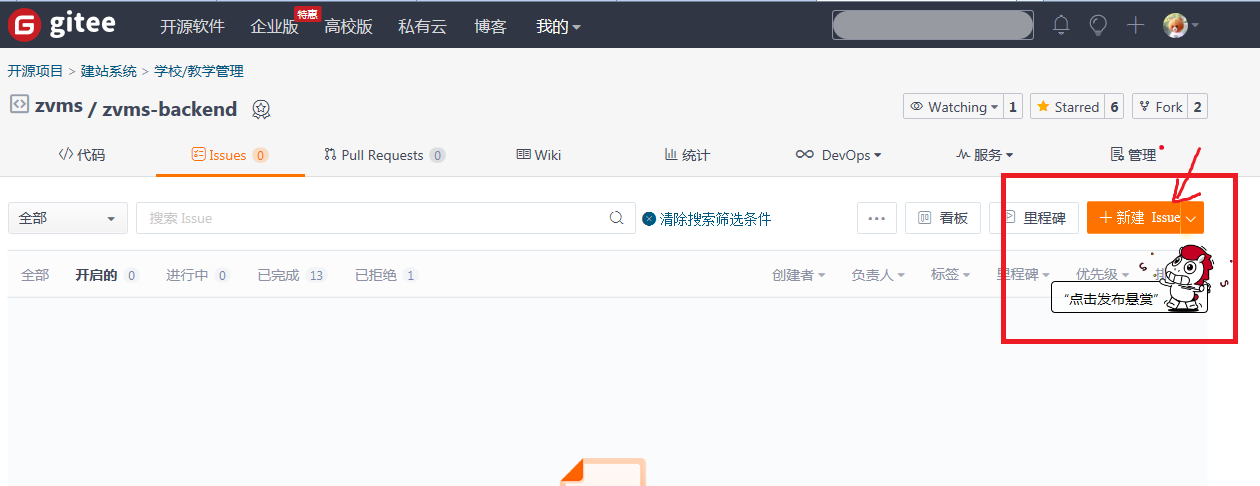 gitee 开源软件 企业版 特惠 高校版 私有云 博客 我的
开源项目 > 建站系统 > 学校/教学管理
zvms / zvms-backend Watching 1 Starred 6 Fork 2
代码 Issues 0 Pull Requests 0 Wiki 统计 DevOps 服务 管理
全部 搜索 Issue 清除搜索筛选条件 ... 看板 里程碑 + 新建 Issue
全部 开启的 0 进行中 0 已完成 13 已拒绝 1 创建者 负责人 标签 里程碑 优先级
“点击发布悬赏”